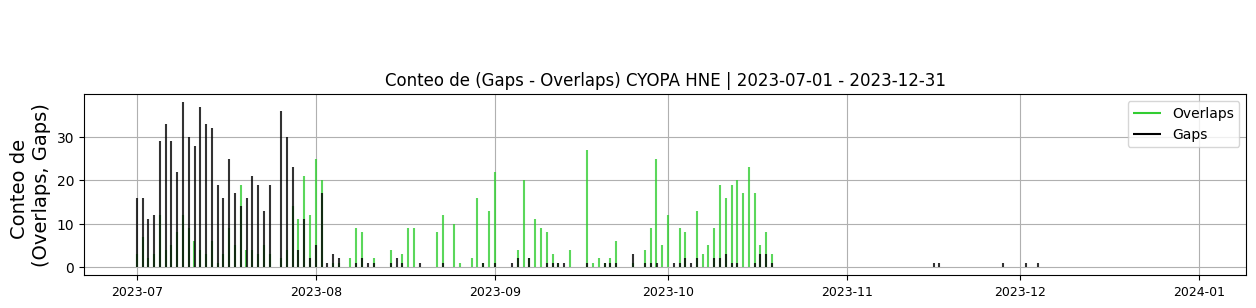 Conteo de (Gaps - Overlaps) CYOPA HNE | 2023-07-01 - 2023-12-31
Conteo de
(Overlaps, Gaps)
30
20
10
0
Overlaps
Gaps
2023-07
2023-08
2023-09
2023-10
2023-11
2023-12
2024-01